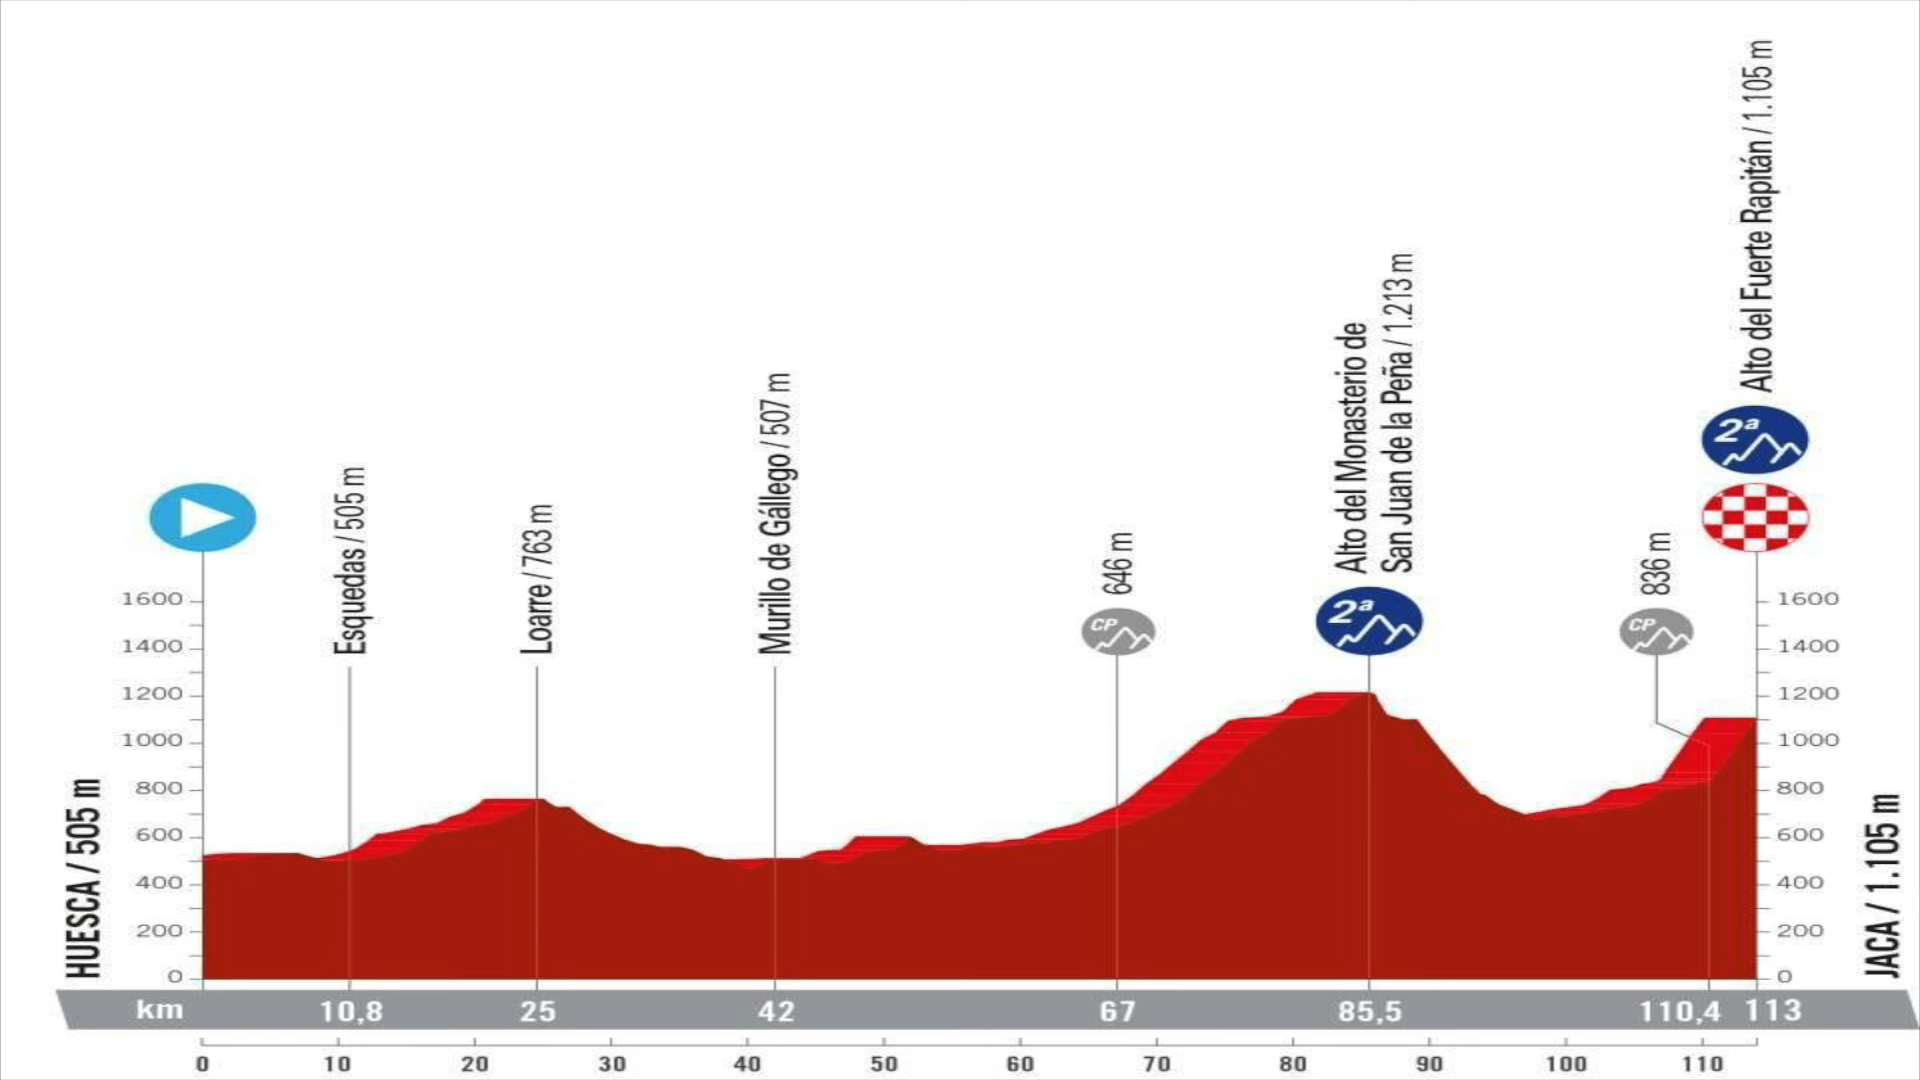 Alto del Fuerte Rapitán / 1.105 m
2ª
Alto del Monasterio de
San Juan de la Peña / 1.213 m
2ª
Murillo de Gállego / 507 m
Esquedas / 505 m
Loarre / 763 m
646 m
CP
836 m
CP
1600
1400
1200
1000
800
600
400
200
0
1600
1400
1200
1000
800
600
400
200
0
HUESCA / 505 m
JACA / 1.105 m
km 10,8 25 42 67 85,5 110,4 113
0 10 20 30 40 50 60 70 80 90 100 110